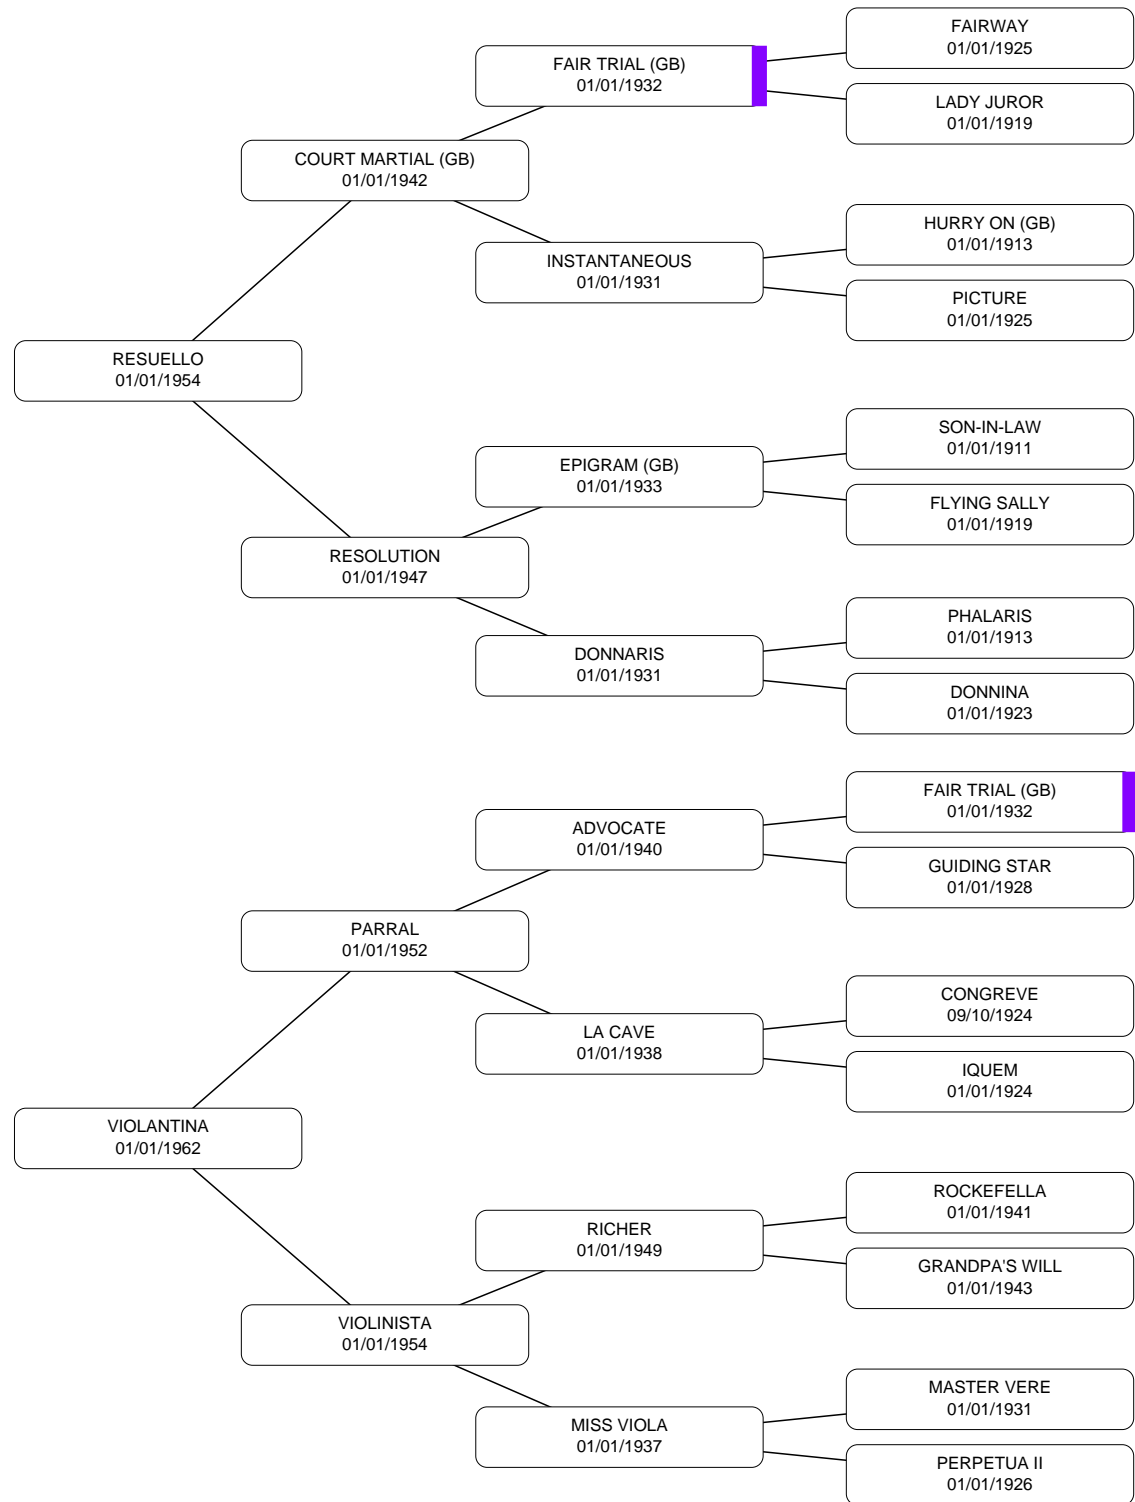 FAIRWAY
01/01/1925
FAIR TRIAL (GB)
01/01/1932
LADY JUROR
01/01/1919
COURT MARTIAL (GB)
01/01/1942
HURRY ON (GB)
01/01/1913
INSTANTANEOUS
01/01/1931
PICTURE
01/01/1925
RESUELLO
01/01/1954
SON-IN-LAW
01/01/1911
EPIGRAM (GB)
01/01/1933
FLYING SALLY
01/01/1919
RESOLUTION
01/01/1947
PHALARIS
01/01/1913
DONNARIS
01/01/1931
DONNINA
01/01/1923
FAIR TRIAL (GB)
01/01/1932
ADVOCATE
01/01/1940
GUIDING STAR
01/01/1928
PARRAL
01/01/1952
CONGREVE
09/10/1924
LA CAVE
01/01/1938
IQUEM
01/01/1924
VIOLANTINA
01/01/1962
ROCKEFELLA
01/01/1941
RICHER
01/01/1949
GRANDPA'S WILL
01/01/1943
VIOLINISTA
01/01/1954
MASTER VERE
01/01/1931
MISS VIOLA
01/01/1937
PERPETUA II
01/01/1926